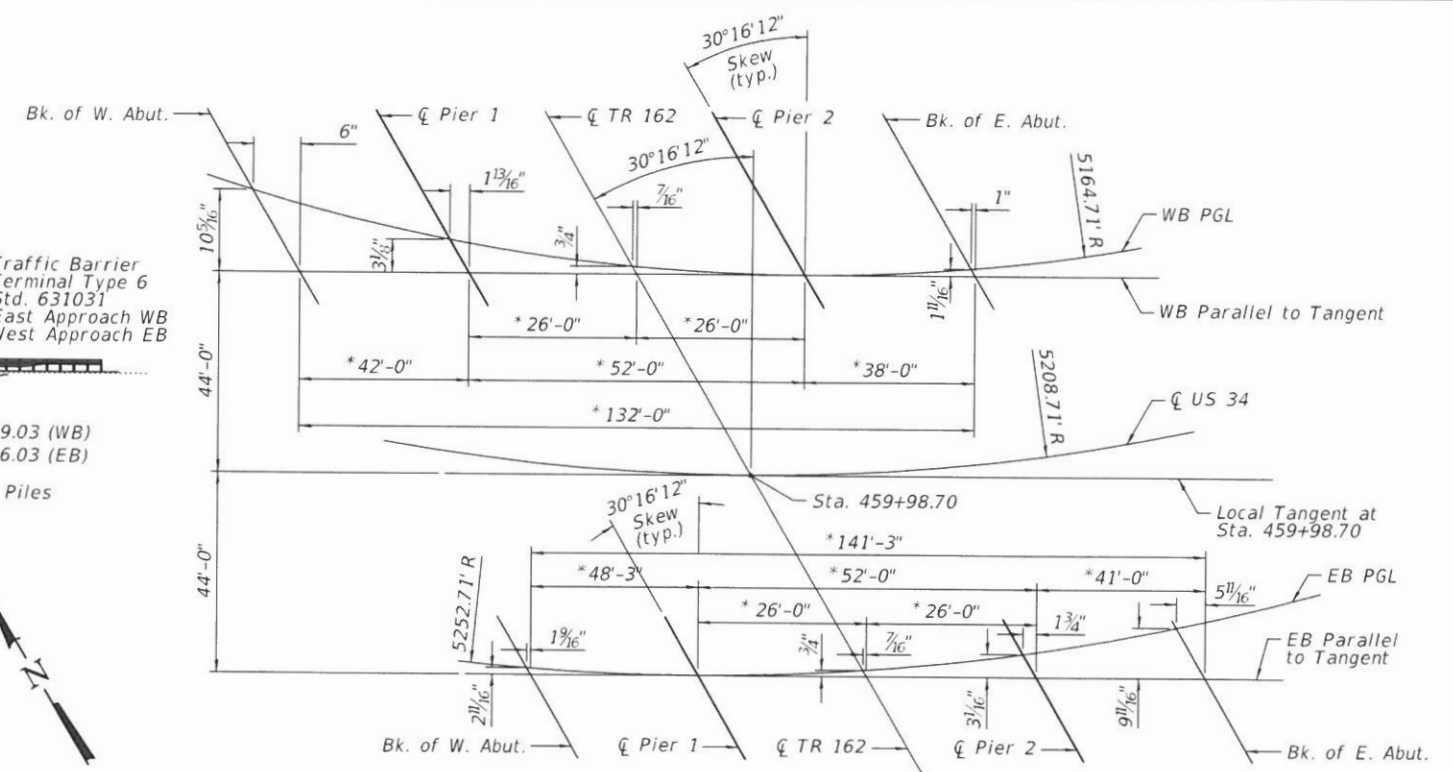 30°16'12"
Skew
(typ.)
Bk. of W. Abut.
℄ Pier 1
℄ TR 162
℄ Pier 2
Bk. of E. Abut.
6"
30°16'12"
1 13/16"
7/16"
1"
5164.71' R
WB PGL
10 5/16"
3 1/8"
3/4"
1 11/16"
WB Parallel to Tangent
raffic Barrier
erminal Type 6
Std. 631031
East Approach WB
West Approach EB
* 26'-0"
* 26'-0"
44'-0"
* 42'-0"
* 52'-0"
* 38'-0"
* 132'-0"
5208.71' R
℄ US 34
9.03 (WB)
6.03 (EB)
Piles
Sta. 459+98.70
Local Tangent at
Sta. 459+98.70
30°16'12"
Skew
(typ.)
* 141'-3"
44'-0"
* 48'-3"
* 52'-0"
* 41'-0"
EB PGL
5252.71' R
* 26'-0"
* 26'-0"
5 11/16"
1 9/16"
3/4"
7/16"
1 3/4"
EB Parallel
to Tangent
2 11/16"
3 1/16"
9 11/16"
N
Bk. of W. Abut.
℄ Pier 1
℄ TR 162
℄ Pier 2
Bk. of E. Abut.